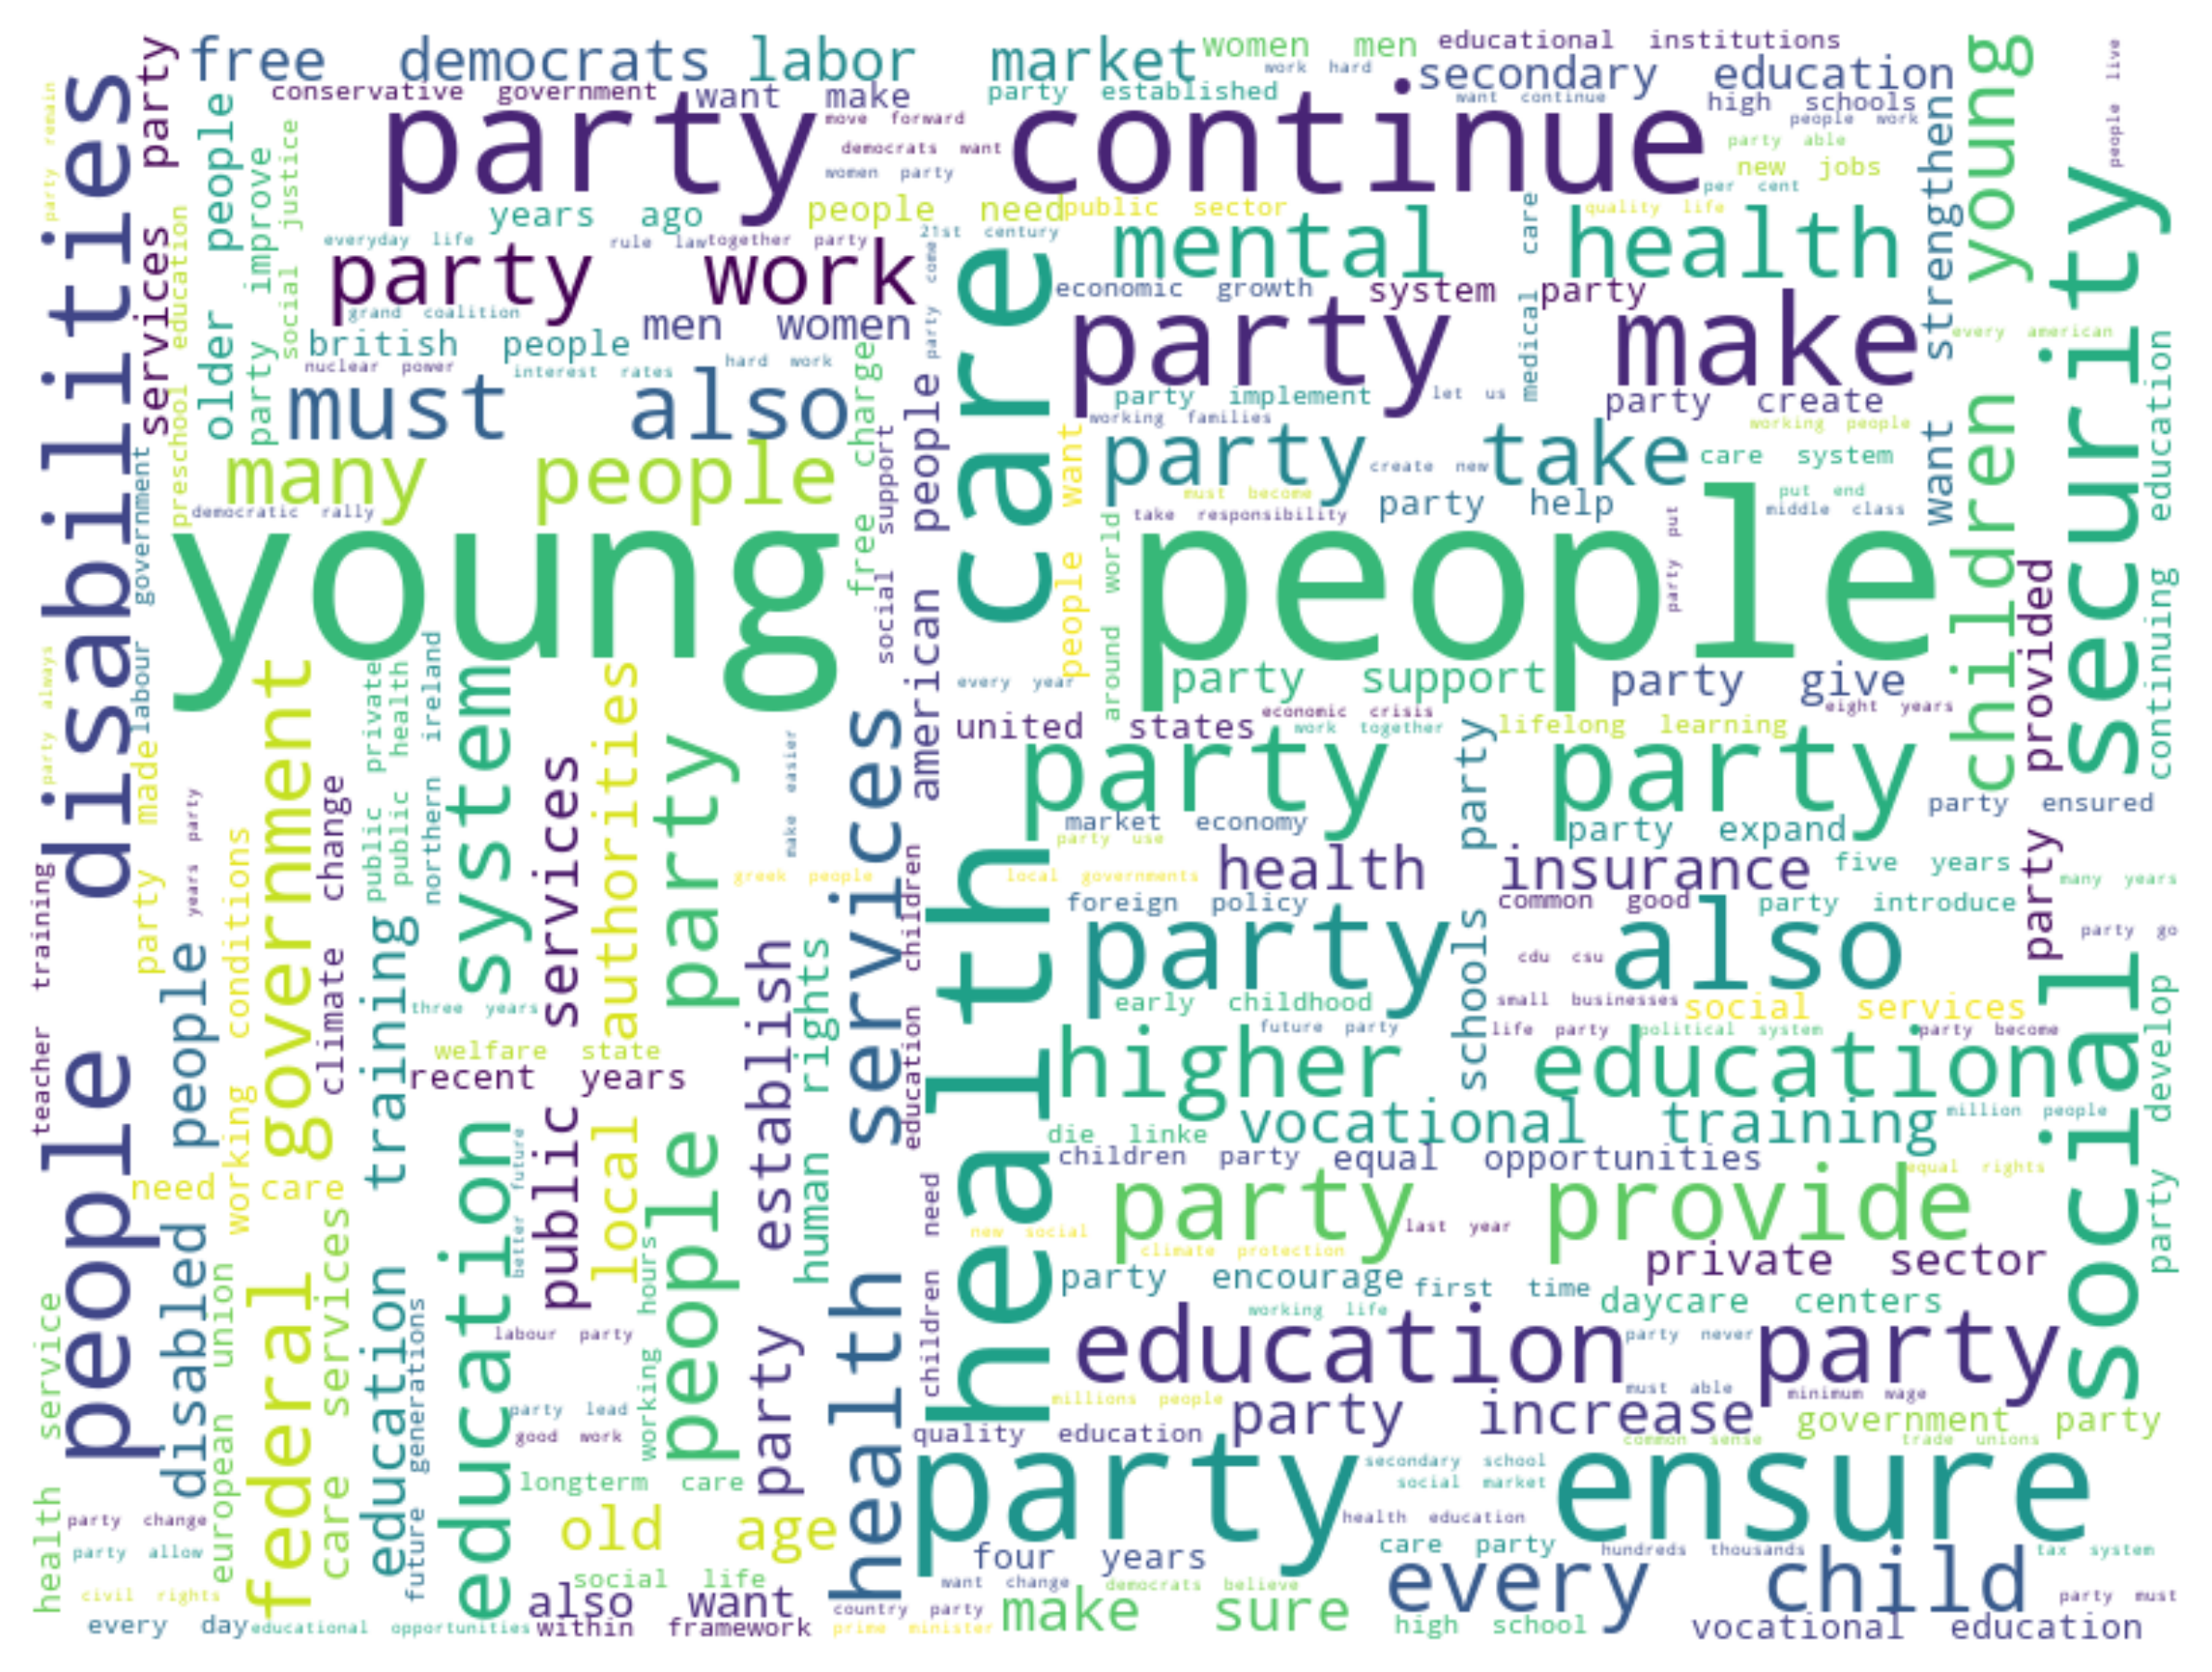 free democrats
labor market
women men
educational institutions
work hard
secondary education
conservative government
want make
party established
want continue
high schools
people work
party continue
move forward
democrats want
women party
party able
new jobs
per cent
years ago
people need
public sector
quality life
everyday life
rule law
together party
21st century
mental health
party work
economic growth
system party
grand coalition
men women
british people
party make
every american
nuclear power
interest rates
hard work
must also
party implement
let us
party create
working families
working people
many people
party take
create new
care system
must become
party help
put end
middle class
democratic rally
take responsibility
young people
party support
party give
every year
eight years
united states
economic crisis
work together
lifelong learning
party party
party ensured
market economy
party expand
party use
health insurance
five years
greek people
local governments
many years
foreign policy
common good
party introduce
party also
party go
cdu csu
early childhood
small businesses
social services
three years
future party
life party
political system
party become
welfare state
higher education
recent years
vocational training
million people
die linke
children party
equal opportunities
equal rights
need care
party provide
last year
new social
climate protection
private sector
party encourage
first time
daycare centers
working life
labour party
education party
party never
must able
minimum wage
millions people
party lead
party increase
government party
good work
quality education
common sense
trade unions
party ensure
secondary school
social market
longterm care
party change
health education
old age
party allow
four years
care party
hundreds thousands
tax system
social life
want change
democrats believe
every child
civil rights
also want
country party
make sure
party must
every day
educational opportunities
within framework
prime minister
high school
vocational education
party remain
people disabilities
services party
preschool education
older people
party improve
social justice
labour government
party always
party made
teacher training
health service
disabled people
years party
working conditions
european union
federal government
care services
climate change
public private
public health
northern ireland
education training
future generations
education system
better future
public services
local authorities
working hours
people party
party establish
make easier
human rights
health services
free charge
social support
education children
american people
children need
party come
health care
people want
around world
medical care
schools party
party put
want strengthen
children young
party provided
social security
people live
continuing education
party develop